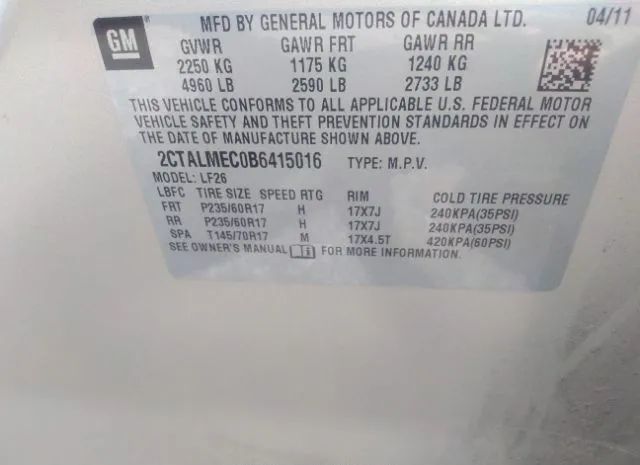 GM
MFD BY GENERAL MOTORS OF CANADA LTD. 04/11
GVWR GAWR FRT GAWR RR
2250 KG 1175 KG 1240 KG
4960 LB 2590 LB 2733 LB
THIS VEHICLE CONFORMS TO ALL APPLICABLE U.S. FEDERAL MOTOR
VEHICLE SAFETY AND THEFT PREVENTION STANDARDS IN EFFECT ON
THE DATE OF MANUFACTURE SHOWN ABOVE.
2CTALMEC0B6415016 TYPE: M.P.V.
MODEL: LF26
LBFC TIRE SIZE SPEED RTG RIM COLD TIRE PRESSURE
FRT P235/60R17 H 17X7J 240KPA(35PSI)
RR P235/60R17 H 17X7J 240KPA(35PSI)
SPA T145/70R17 M 17X4.5T 420KPA(60PSI)
SEE OWNER'S MANUAL FOR MORE INFORMATION.